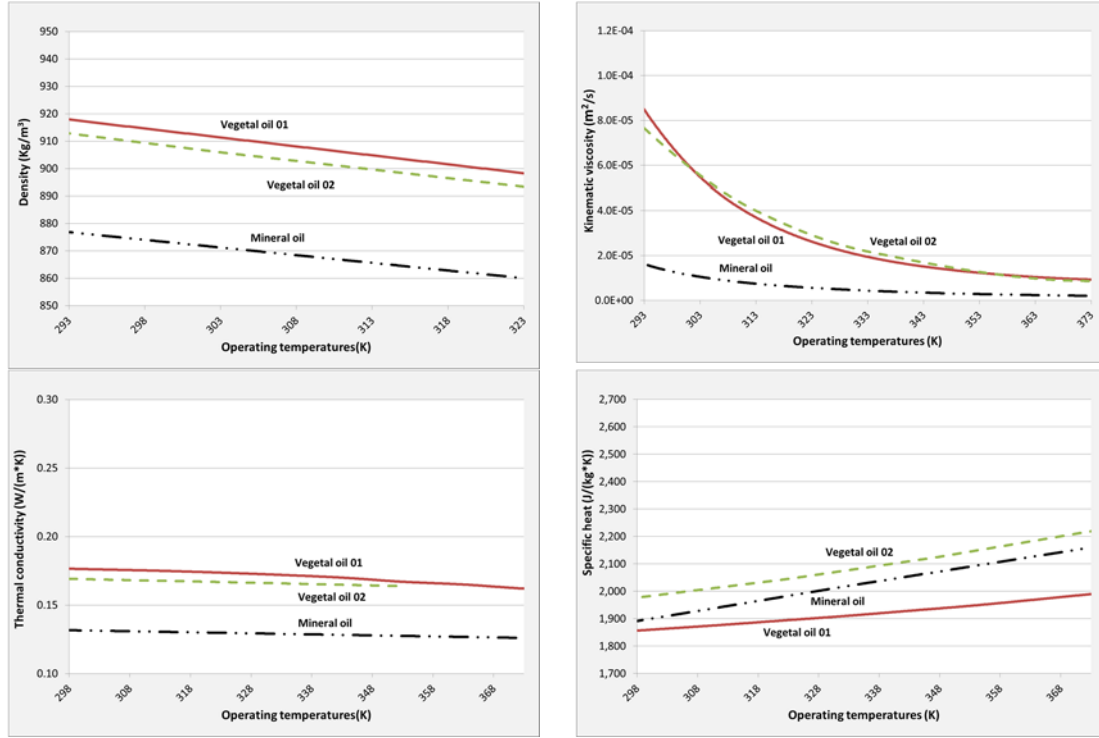 950
940
930
920
910
900
890
880
870
860
850
Density (Kg/m³)
Vegetal oil 01
Vegetal oil 02
Mineral oil
293
298
303
308
313
318
323
Operating temperatures(K)
1.2E-04
1.0E-04
8.0E-05
6.0E-05
4.0E-05
2.0E-05
0.0E+00
Kinematic viscosity (m²/s)
Vegetal oil 01
Vegetal oil 02
Mineral oil
293
303
313
323
333
343
353
363
373
Operating temperatures (K)
0.30
0.25
0.20
0.15
0.10
Thermal conductivity (W/(m*K))
Vegetal oil 01
Vegetal oil 02
Mineral oil
298
308
318
328
338
348
358
368
Operating temperatures(K)
2,700
2,600
2,500
2,400
2,300
2,200
2,100
2,000
1,900
1,800
1,700
Specific heat (J/(kg*K))
Vegetal oil 02
Mineral oil
Vegetal oil 01
298
308
318
328
338
348
358
368
Operating temperatures (K)